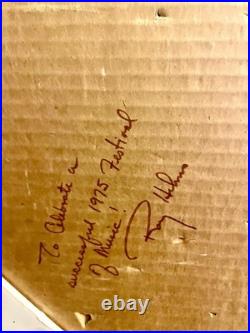 To Celebrate a
successful 1975 Festival
of Music!